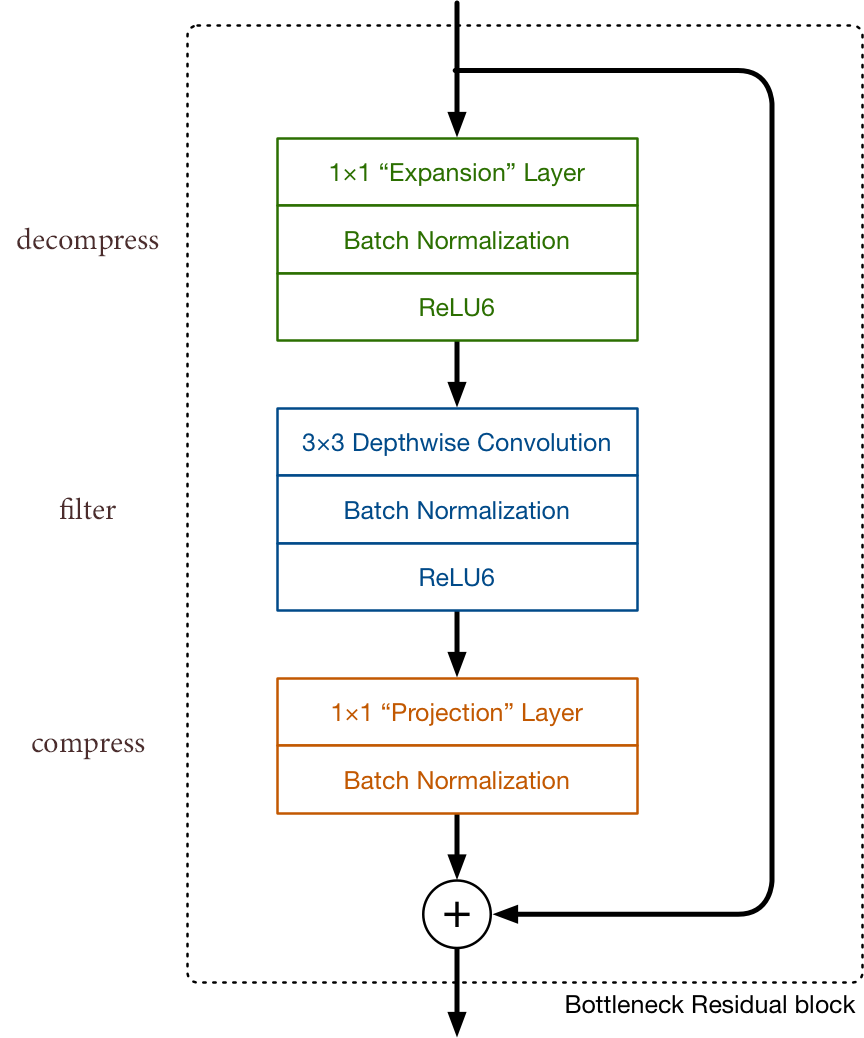 1×1 “Expansion” Layer
decompress
Batch Normalization
ReLU6
3×3 Depthwise Convolution
filter
Batch Normalization
ReLU6
1×1 “Projection” Layer
compress
Batch Normalization
+
Bottleneck Residual block